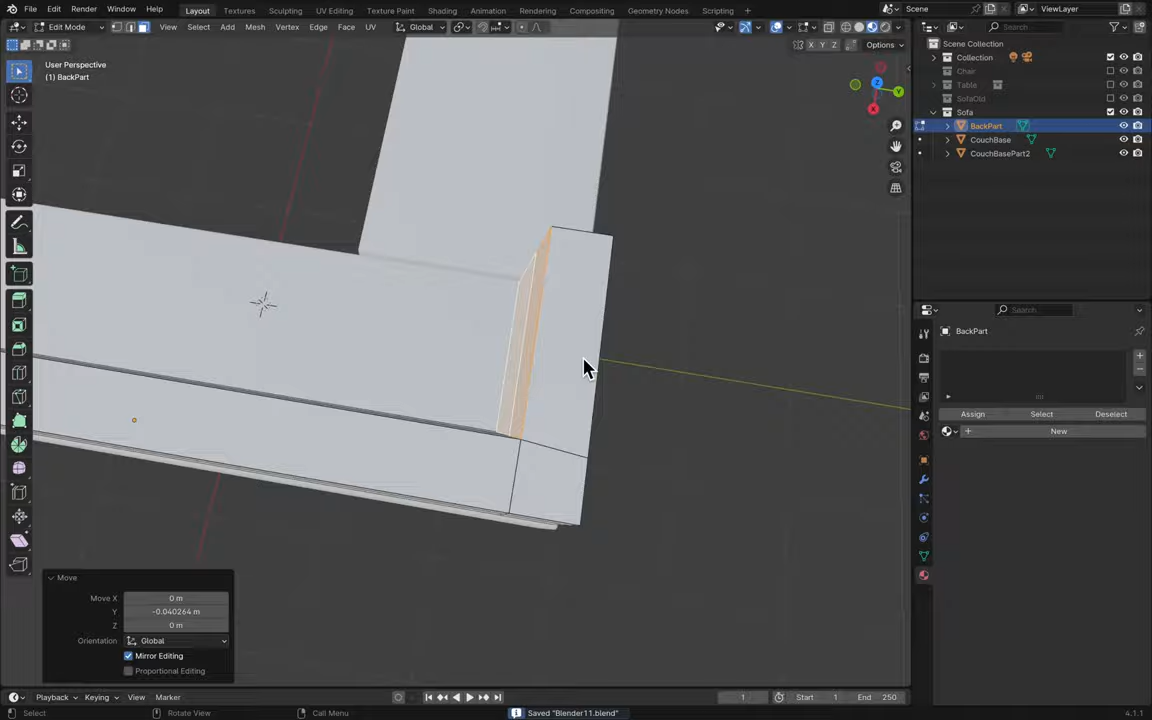 File Edit Render Window Help Layout Textures Sculpting UV Editing Texture Paint Shading Animation Rendering Compositing Geometry Nodes Scripting + Scene ViewLayer
Edit Mode View Select Add Mesh Vertex Edge Face UV Global Search
X Y Z Options
User Perspective
(1) BackPart
Z
Y
X
Scene Collection
Collection
Chair
Table
SofaOld
Sofa
BackPart
CouchBase
CouchBasePart2
Search
BackPart
Assign Select Deselect
New
Move
Move X 0 m
Y -0.040264 m
Z 0 m
Orientation Global
Mirror Editing
Proportional Editing
Playback Keying View Marker 1 Start 1 End 250
Select Rotate View Call Menu Saved "Blender11.blend" 4.1.1